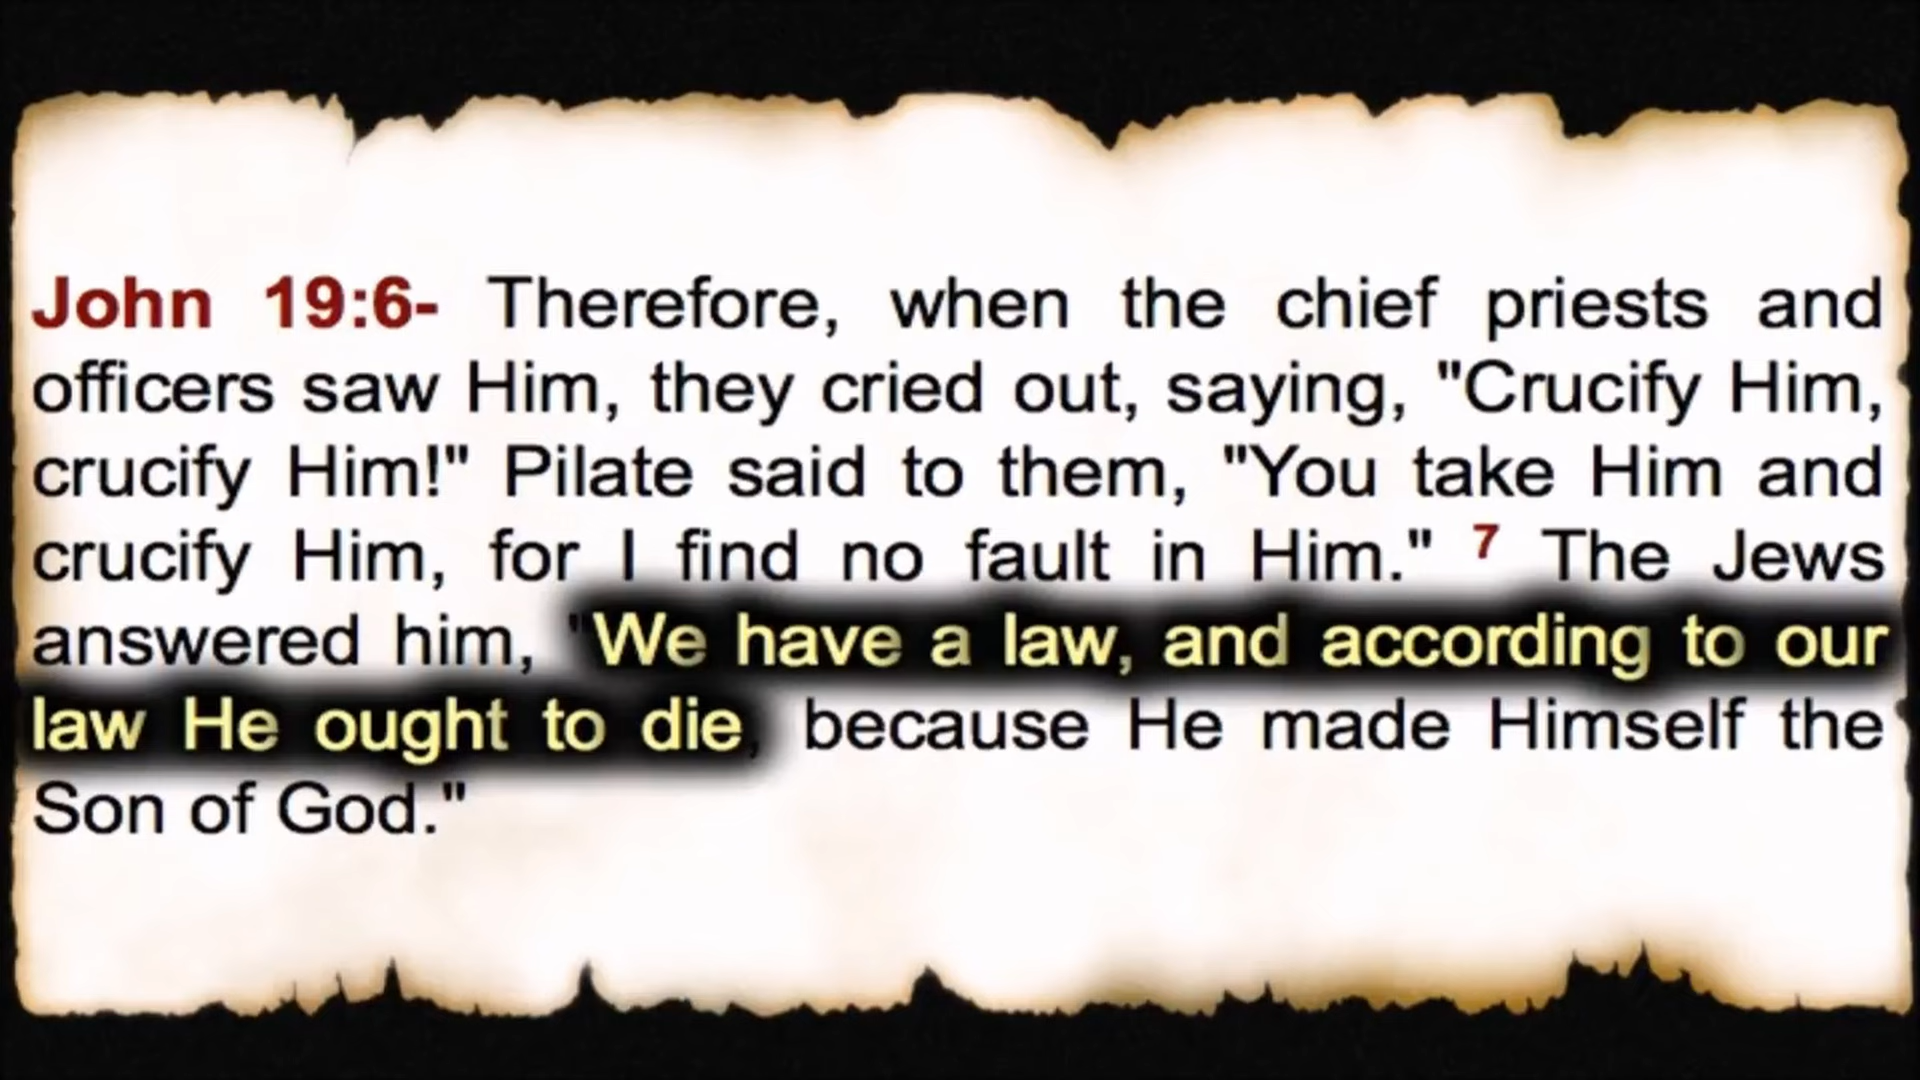 John 19:6- Therefore, when the chief priests and
officers saw Him, they cried out, saying, "Crucify Him,
crucify Him!" Pilate said to them, "You take Him and
crucify Him, for I find no fault in Him." 7 The Jews
answered him, "We have a law, and according to our
law He ought to die, because He made Himself the
Son of God."